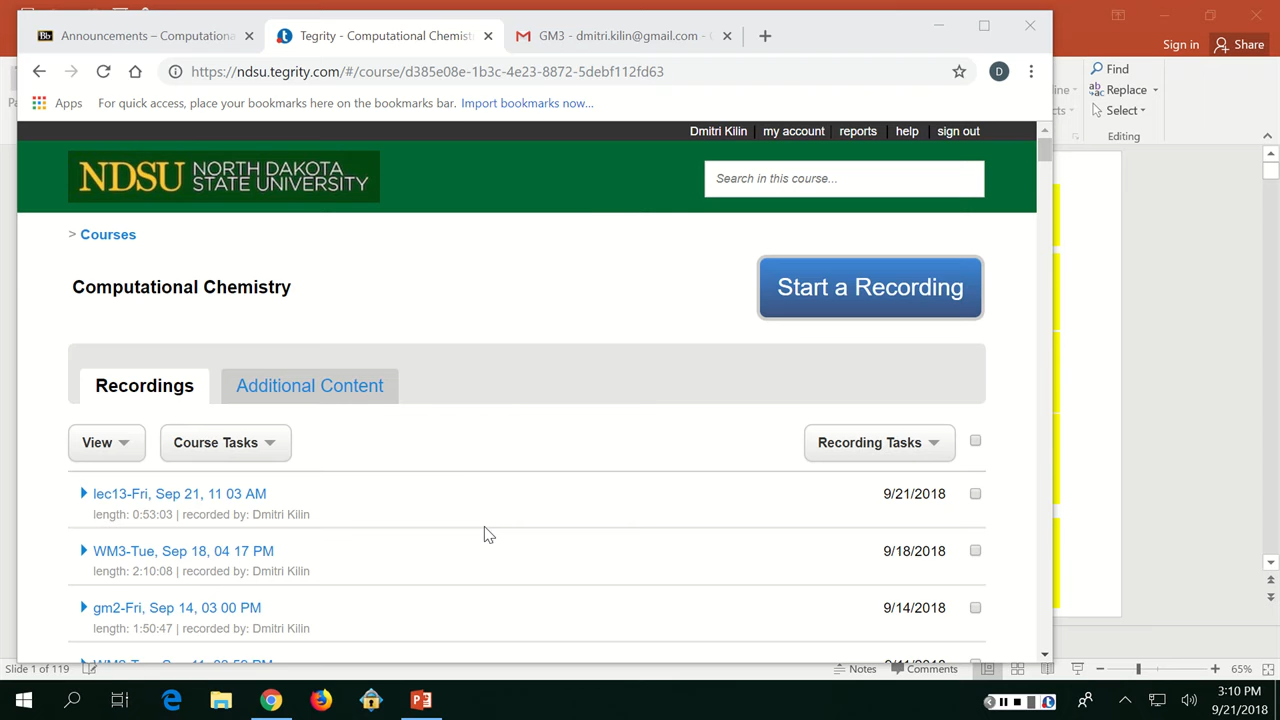 Announcements – Computationa
Tegrity - Computational Chemist
GM3 - dmitri.kilin@gmail.com -
Sign in
Share
https://ndsu.tegrity.com/#/course/d385e08e-1b3c-4e23-8872-5debf112fd63
D
Find
Replace
Select
Editing
Apps
For quick access, place your bookmarks here on the bookmarks bar. Import bookmarks now...
Dmitri Kilin
my account
reports
help
sign out
NDSU NORTH DAKOTA
STATE UNIVERSITY
Search in this course...
> Courses
Computational Chemistry
Start a Recording
Recordings
Additional Content
View
Course Tasks
Recording Tasks
lec13-Fri, Sep 21, 11 03 AM
9/21/2018
length: 0:53:03 | recorded by: Dmitri Kilin
WM3-Tue, Sep 18, 04 17 PM
9/18/2018
length: 2:10:08 | recorded by: Dmitri Kilin
gm2-Fri, Sep 14, 03 00 PM
9/14/2018
length: 1:50:47 | recorded by: Dmitri Kilin
Slide 1 of 119
Notes
Comments
65%
3:10 PM
9/21/2018